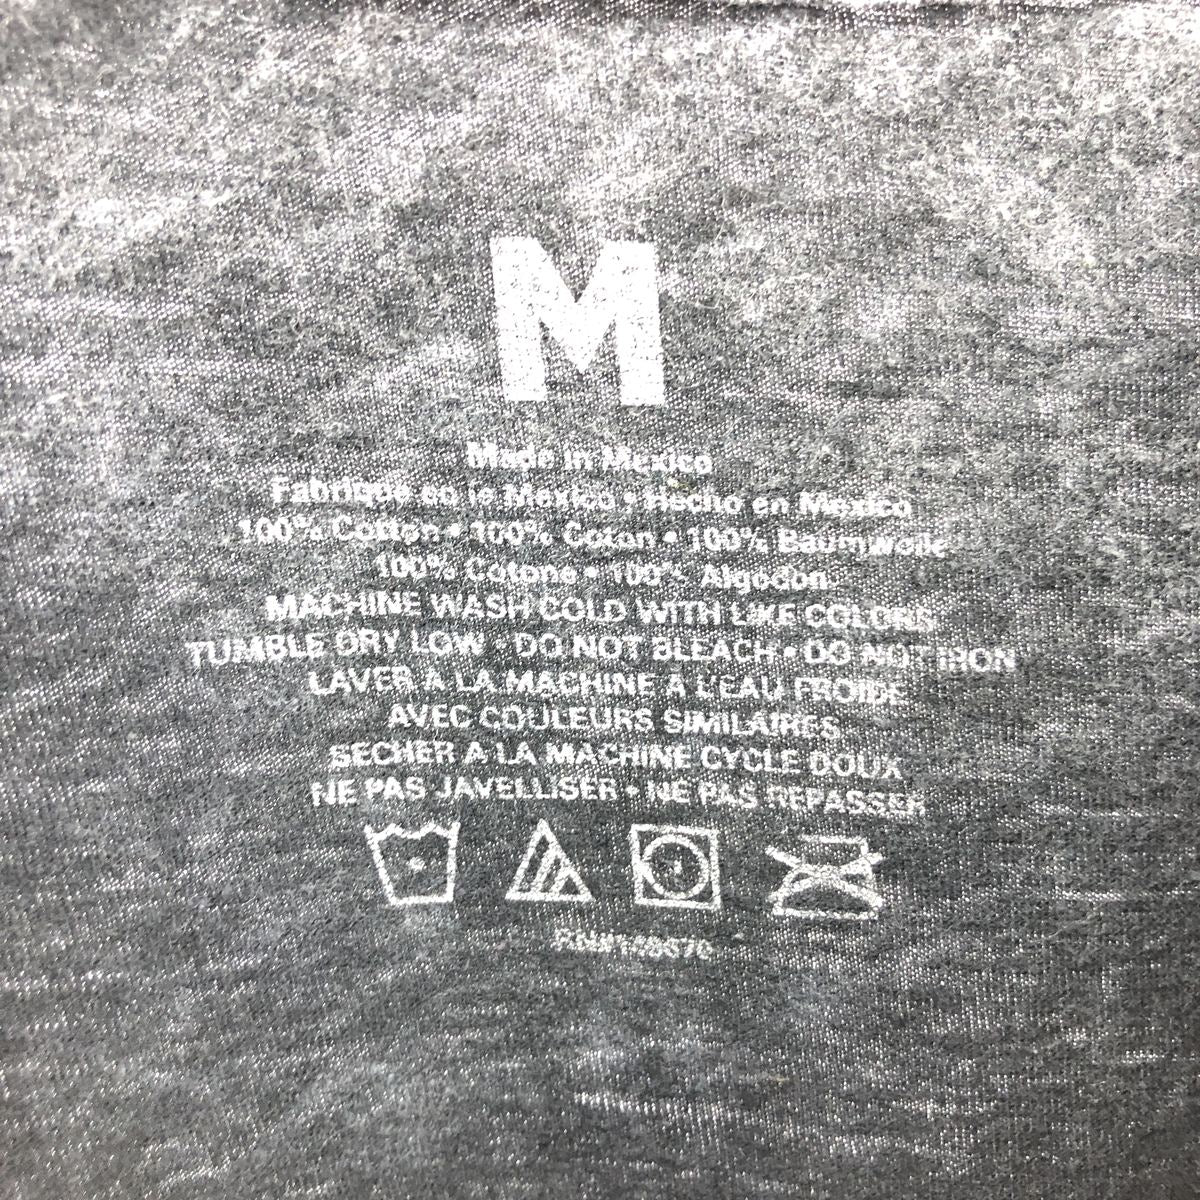 M
Made in Mexico
Fabrique en le Mexico • Hecho en Mexico
100% Cotton • 100% Coton • 100% Baumwolle
100% Cotone • 100% Algodon
MACHINE WASH COLD WITH LIKE COLORS
TUMBLE DRY LOW • DO NOT BLEACH • DO NOT IRON
LAVER A LA MACHINE A L'EAU FROIDE
AVEC COULEURS SIMILAIRES
SECHER A LA MACHINE CYCLE DOUX
NE PAS JAVELLISER • NE PAS REPASSER